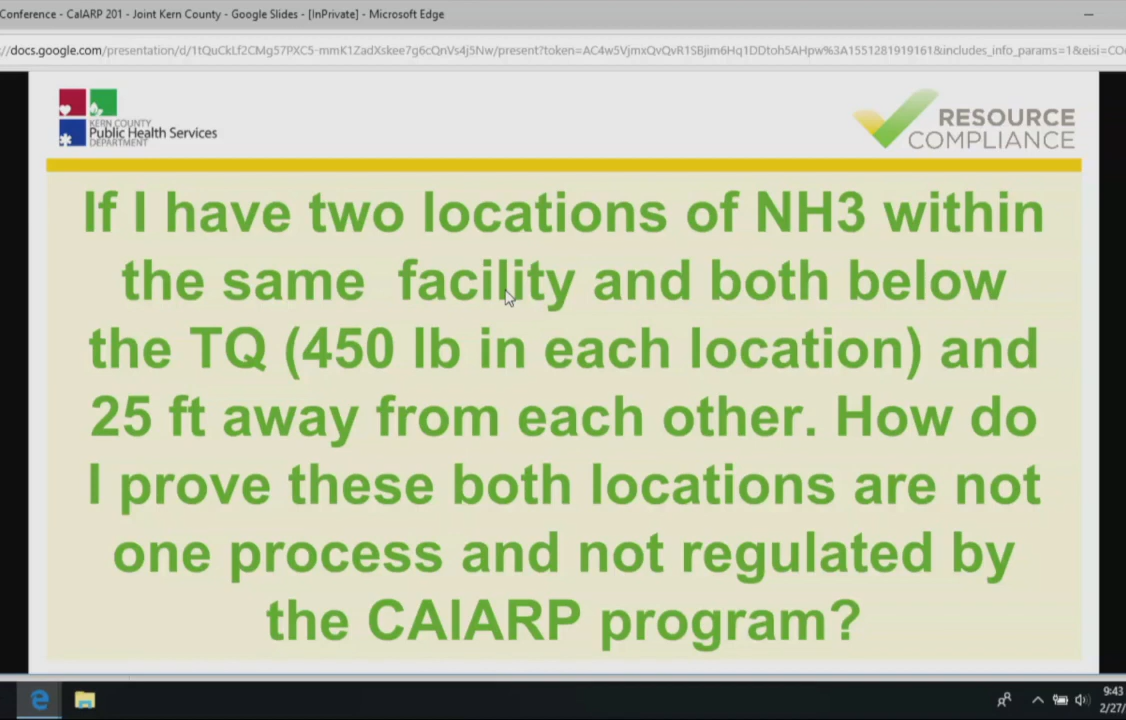 Conference - CalARP 201 - Joint Kern County - Google Slides - [InPrivate] - Microsoft Edge
KERN COUNTY
Public Health Services
DEPARTMENT
RESOURCE
COMPLIANCE
If I have two locations of NH3 within
the same facility and both below
the TQ (450 lb in each location) and
25 ft away from each other. How do
I prove these both locations are not
one process and not regulated by
the CAlARP program?
9:43
2/27/